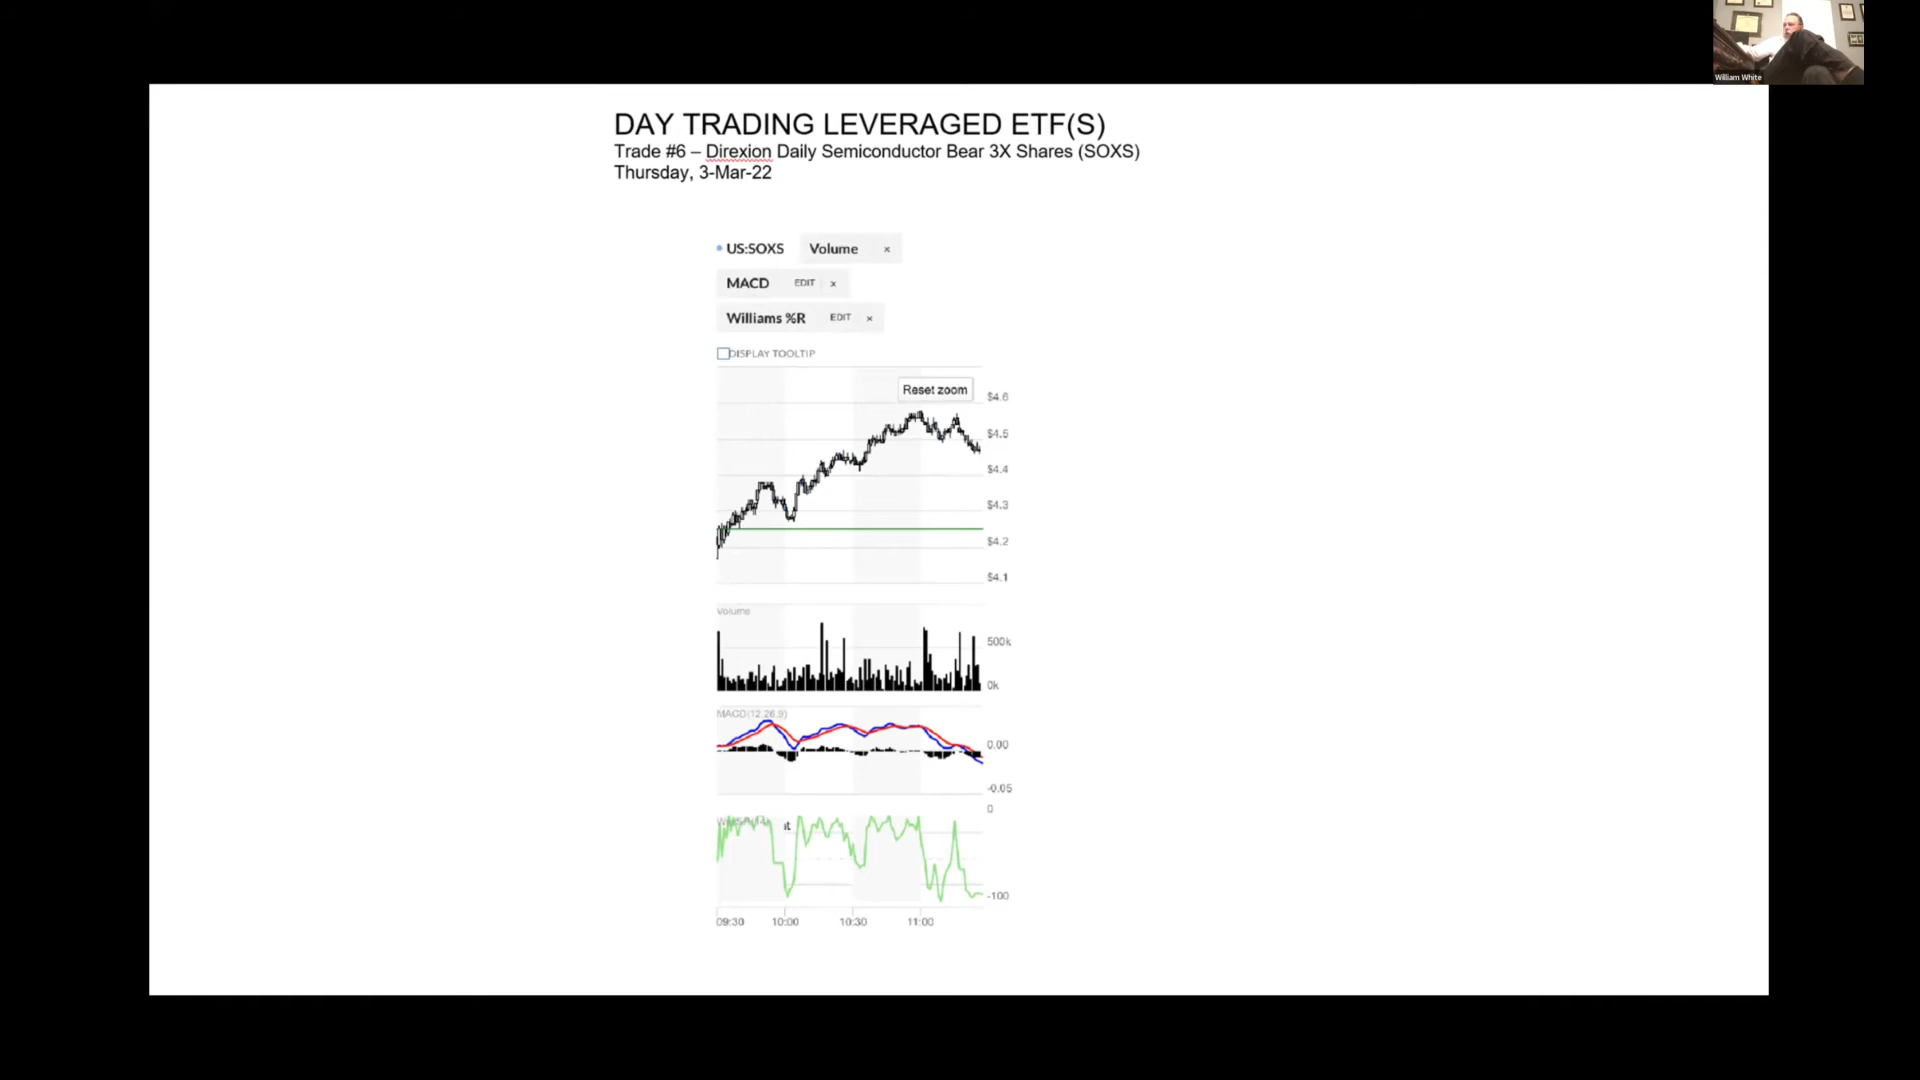 William White
DAY TRADING LEVERAGED ETF(S)
Trade #6 – Direxion Daily Semiconductor Bear 3X Shares (SOXS)
Thursday, 3-Mar-22
US:SOXS Volume ×
MACD EDIT ×
Williams %R EDIT ×
DISPLAY TOOLTIP
Reset zoom
$4.6
$4.5
$4.4
$4.3
$4.2
$4.1
Volume
500k
0k
MACD(12,26,9)
0.00
-0.05
0
it
-100
09:30 10:00 10:30 11:00